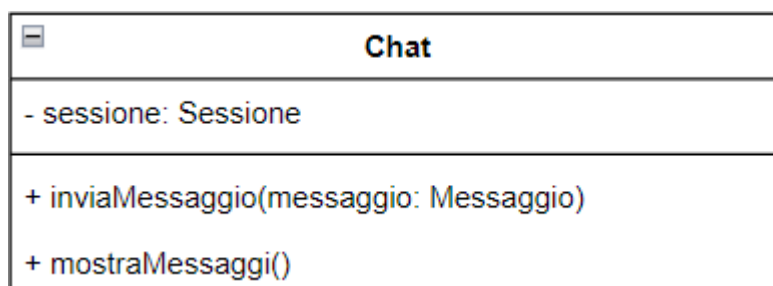 Chat
- sessione: Sessione
+ inviaMessaggio(messaggio: Messaggio)
+ mostraMessaggi()